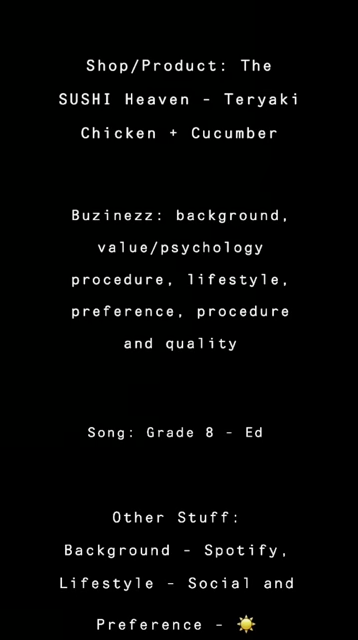 Shop/Product: The
SUSHI Heaven - Teryaki
Chicken + Cucumber
Buzinezz: background,
value/psychology
procedure, lifestyle,
preference, procedure
and quality
Song: Grade 8 - Ed
Other Stuff:
Background - Spotify,
Lifestyle - Social and
Preference - ☀️